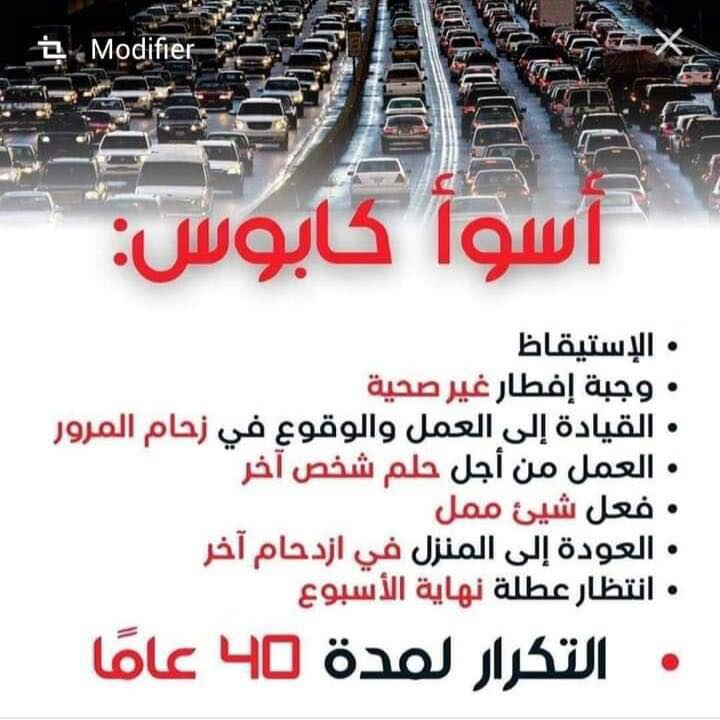 Modifier
أسوأ كابوس:
• الإستيقاظ
• وجبة إفطار غير صحية
• القيادة إلى العمل والوقوع في زحام المرور
• العمل من أجل حلم شخص آخر
• فعل شيئ ممل
• العودة إلى المنزل في ازدحام آخر
• انتظار عطلة نهاية الأسبوع
• التكرار لمدة 40 عامًا